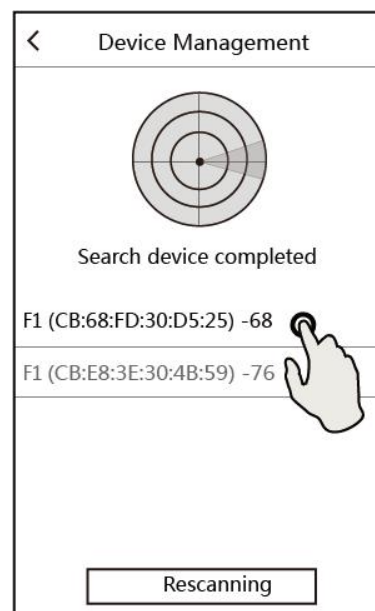 Device Management
Search device completed
F1 (CB:68:FD:30:D5:25) -68
F1 (CB:E8:3E:30:4B:59) -76
Rescanning